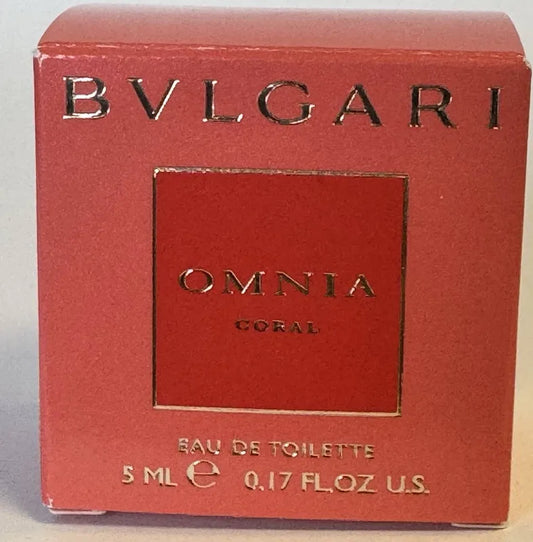 BVLGARI
OMNIA
CORAL
EAU DE TOILETTE
5 ML ℮ 0.17 FL.OZ U.S.